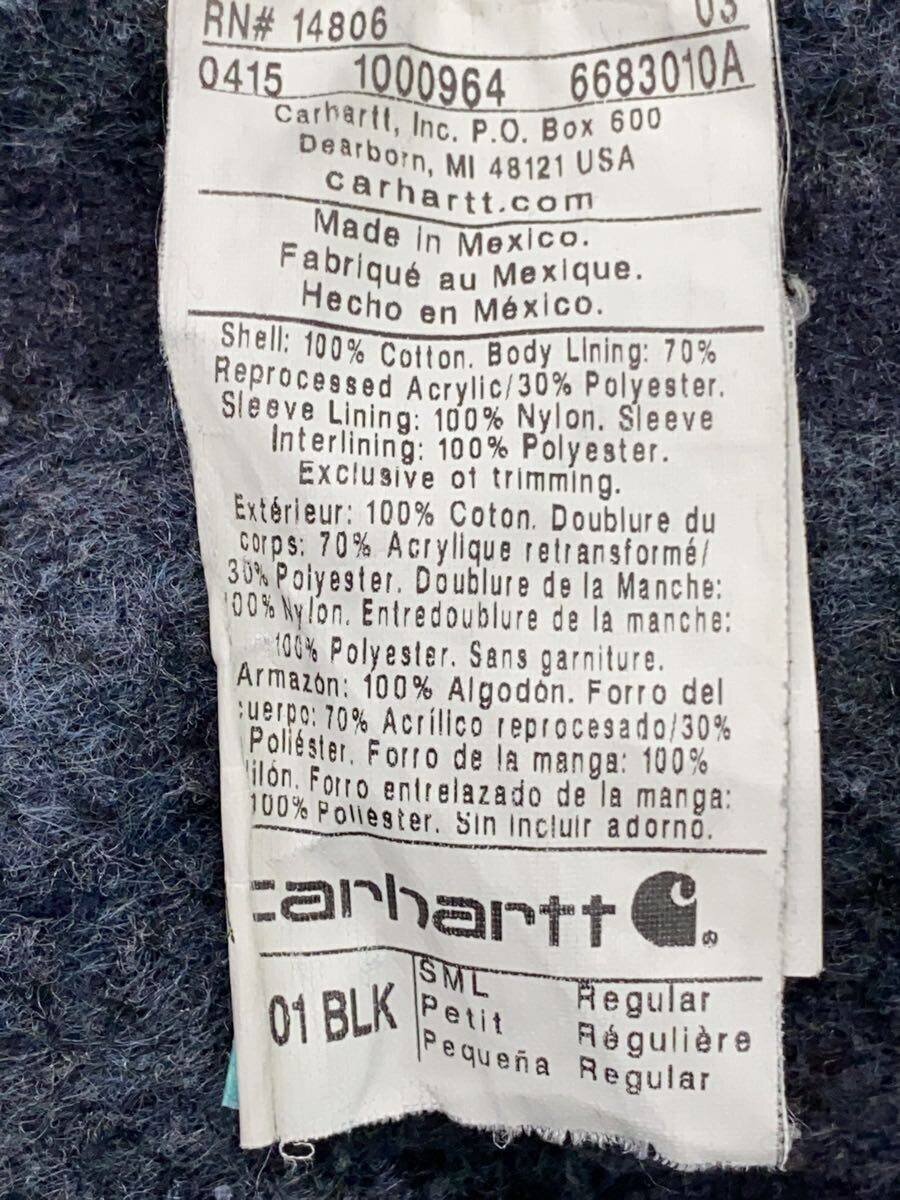 RN# 14806 03
0415 1000964 6683010A
Carhartt, Inc. P.O. Box 600
Dearborn, MI 48121 USA
carhartt.com
Made in Mexico.
Fabriqué au Mexique.
Hecho en México.
Shell: 100% Cotton. Body Lining: 70%
Reprocessed Acrylic/30% Polyester.
Sleeve Lining: 100% Nylon. Sleeve
Interlining: 100% Polyester.
Exclusive of trimming.
Extérieur: 100% Coton. Doublure du
corps: 70% Acrylique retransformé/
30% Polyester. Doublure de la Manche:
100% Nylon. Entredoublure de la manche:
100% Polyester. Sans garniture.
Armazón: 100% Algodón. Forro del
cuerpo: 70% Acrílico reprocesado/30%
Poliéster. Forro de la manga: 100%
Nilón. Forro entrelazado de la manga:
100% Poliéster. Sin incluir adorno.
carhartt ®
01 BLK SML Regular
Petit Régulière
Pequeña Regular